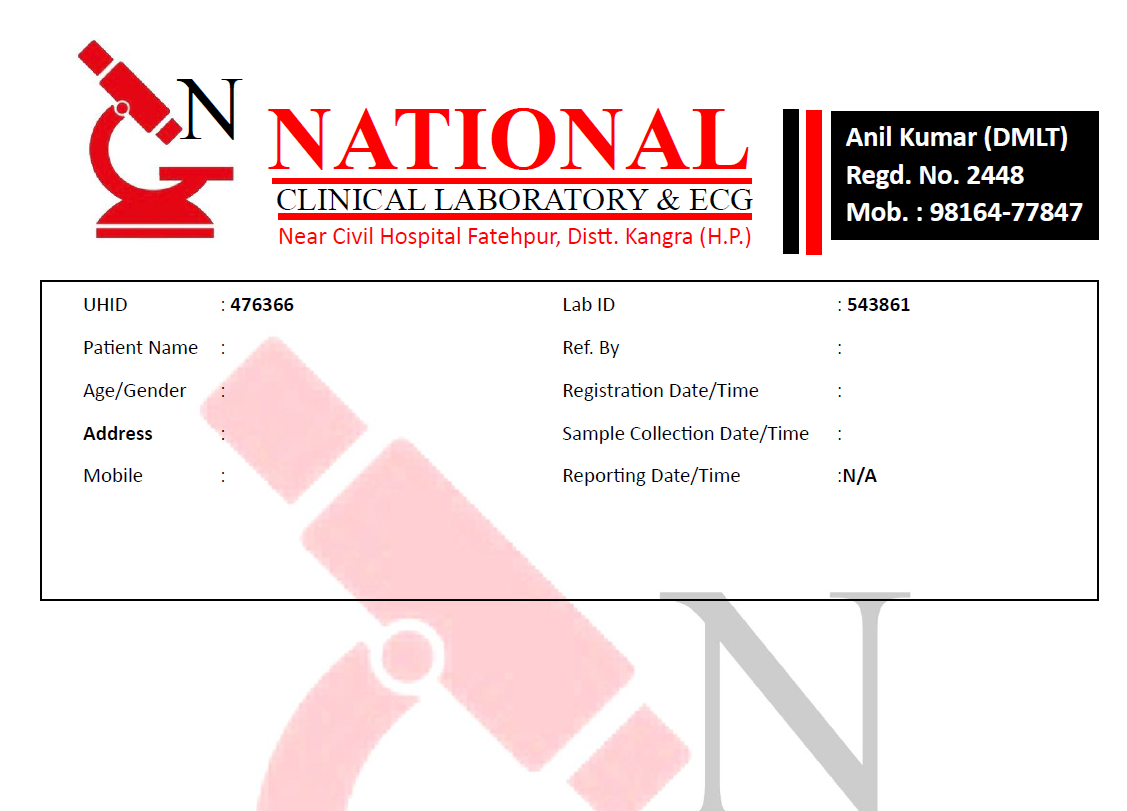 N
NATIONAL
CLINICAL LABORATORY & ECG
Near Civil Hospital Fatehpur, Distt. Kangra (H.P.)
Anil Kumar (DMLT)
Regd. No. 2448
Mob. : 98164-77847
UHID : 476366 Lab ID : 543861
Patient Name : Ref. By :
Age/Gender : Registration Date/Time :
Address : Sample Collection Date/Time :
Mobile : Reporting Date/Time :N/A
N